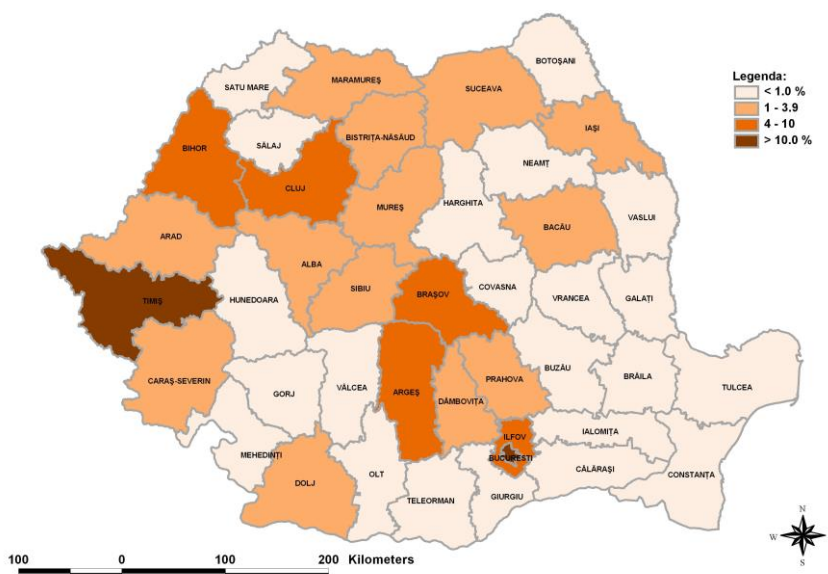 BOTOȘANI
SATU MARE
MARAMUREȘ
SUCEAVA
Legenda:
< 1.0 %
1 - 3.9
4 - 10
> 10.0 %
IAȘI
BISTRIȚA-NĂSĂUD
SĂLAJ
BIHOR
NEAMȚ
CLUJ
MUREȘ
HARGHITA
VASLUI
BACĂU
ARAD
ALBA
SIBIU
BRAȘOV
COVASNA
TIMIȘ
HUNEDOARA
VRANCEA
GALAȚI
CARAȘ-SEVERIN
GORJ
VÂLCEA
ARGEȘ
DÂMBOVIȚA
PRAHOVA
BUZĂU
BRĂILA
TULCEA
ILFOV
IALOMIȚA
MEHEDINȚI
BUCUREȘTI
CĂLĂRAȘI
CONSTANȚA
DOLJ
OLT
TELEORMAN
GIURGIU
N
W
E
S
100 0 100 200 Kilometers